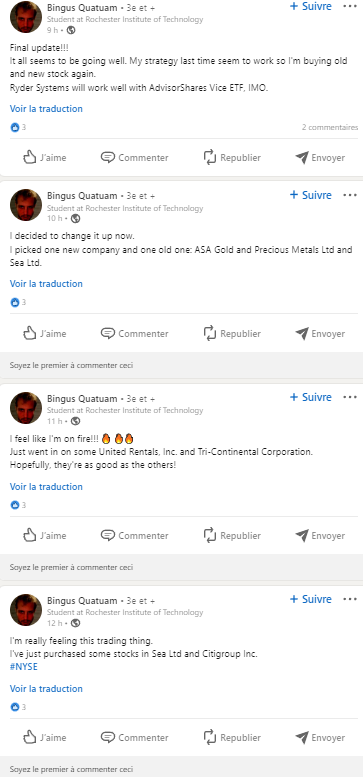 Bingus Quatuam • 3e et +
+ Suivre
Student at Rochester Institute of Technology
9 h •
Final update!!!
It all seems to be going well. My strategy last time seem to work so I'm buying old
and new stock again.
Ryder Systems will work well with AdvisorShares Vice ETF, IMO.
Voir la traduction
3
2 commentaires
J'aime
Commenter
Republier
Envoyer
Bingus Quatuam • 3e et +
+ Suivre
Student at Rochester Institute of Technology
10 h •
I decided to change it up now.
I picked one new company and one old one: ASA Gold and Precious Metals Ltd and
Sea Ltd.
Voir la traduction
3
J'aime
Commenter
Republier
Envoyer
Soyez le premier à commenter ceci
Bingus Quatuam • 3e et +
+ Suivre
Student at Rochester Institute of Technology
11 h •
I feel like I'm on fire!!! 🔥 🔥🔥
Just went in on some United Rentals, Inc. and Tri-Continental Corporation.
Hopefully, they're as good as the others!
Voir la traduction
3
J'aime
Commenter
Republier
Envoyer
Soyez le premier à commenter ceci
Bingus Quatuam • 3e et +
+ Suivre
Student at Rochester Institute of Technology
12 h •
I'm really feeling this trading thing.
I've just purchased some stocks in Sea Ltd and Citigroup Inc.
#NYSE
Voir la traduction
3
J'aime
Commenter
Republier
Envoyer
Soyez le premier à commenter ceci